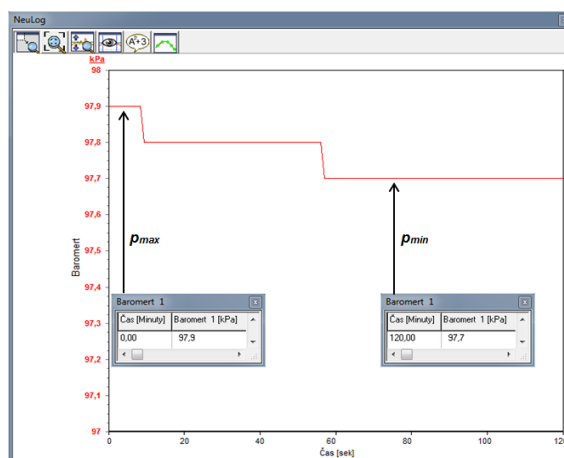 NeuLog
A+3
kPa
98
97,9
97,8
97,7
97,6
97,5
97,4
97,3
97,2
97,1
97
Baromert
pmax
pmin
Baromert 1
Čas [Minuty] Baromert 1 [kPa]
0,00 97,9
Baromert 1
Čas [Minuty] Baromert 1 [kPa]
120,00 97,7
0 20 40 60 80 100 120
Čas [sek]